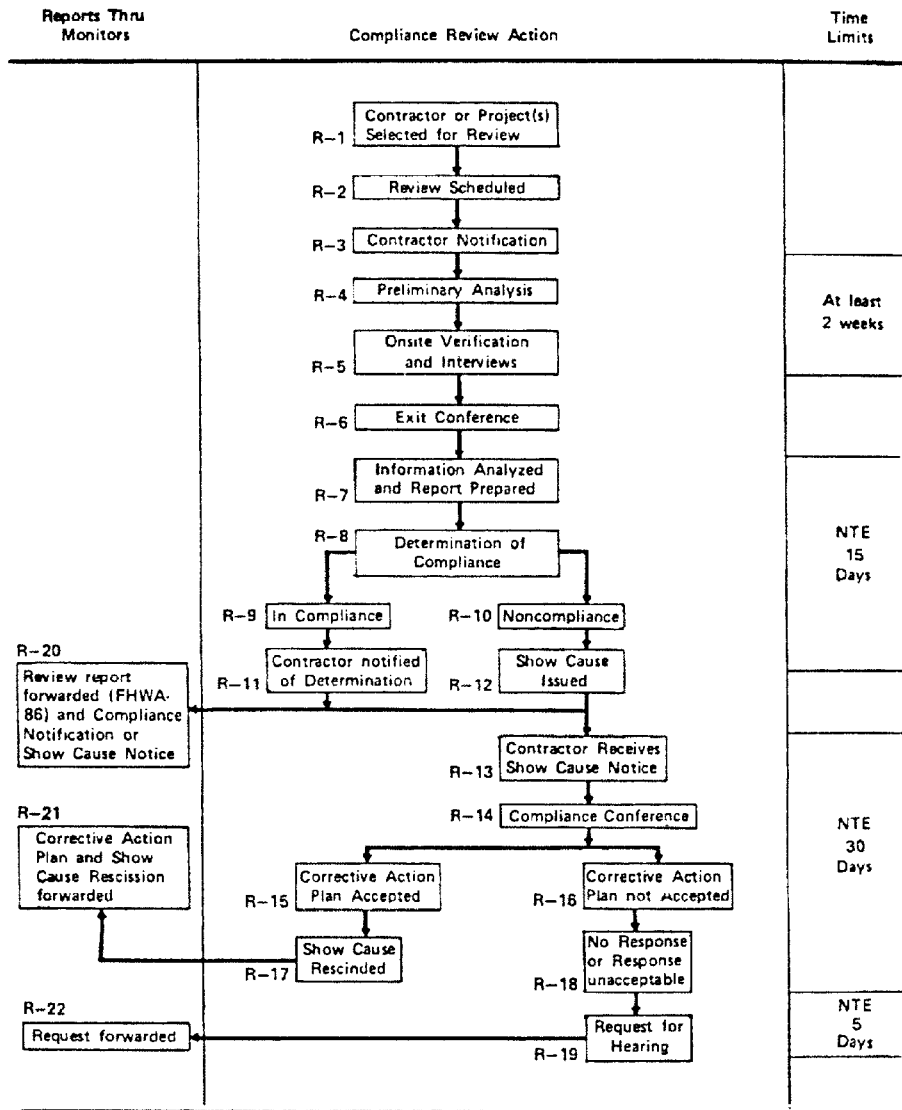 Reports Thru
Monitors
Compliance Review Action
Time
Limits
R-1
Contractor or Project(s)
Selected for Review
R-2
Review Scheduled
R-3
Contractor Notification
R-4
Preliminary Analysis
At least
2 weeks
R-5
Onsite Verification
and Interviews
R-6
Exit Conference
R-7
Information Analyzed
and Report Prepared
R-8
Determination of
Compliance
NTE
15
Days
R-9
In Compliance
R-10
Noncompliance
R-11
Contractor notified
of Determination
R-12
Show Cause
Issued
R-20
Review report
forwarded (FHWA-
86) and Compliance
Notification or
Show Cause Notice
R-13
Contractor Receives
Show Cause Notice
R-14
Compliance Conference
NTE
30
Days
R-21
Corrective Action
Plan and Show
Cause Rescission
forwarded
R-15
Corrective Action
Plan Accepted
R-16
Corrective Action
Plan not Accepted
R-17
Show Cause
Rescinded
R-18
No Response
or Response
unacceptable
R-22
Request forwarded
R-19
Request for
Hearing
NTE
5
Days